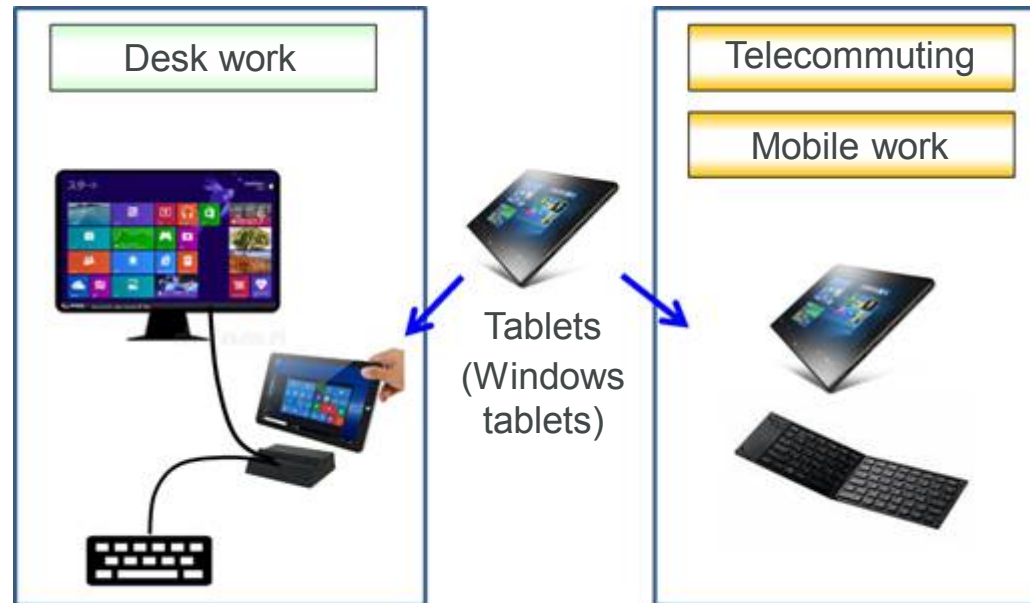 Desk work
Telecommuting
Mobile work
スタート
Tablets
(Windows
tablets)